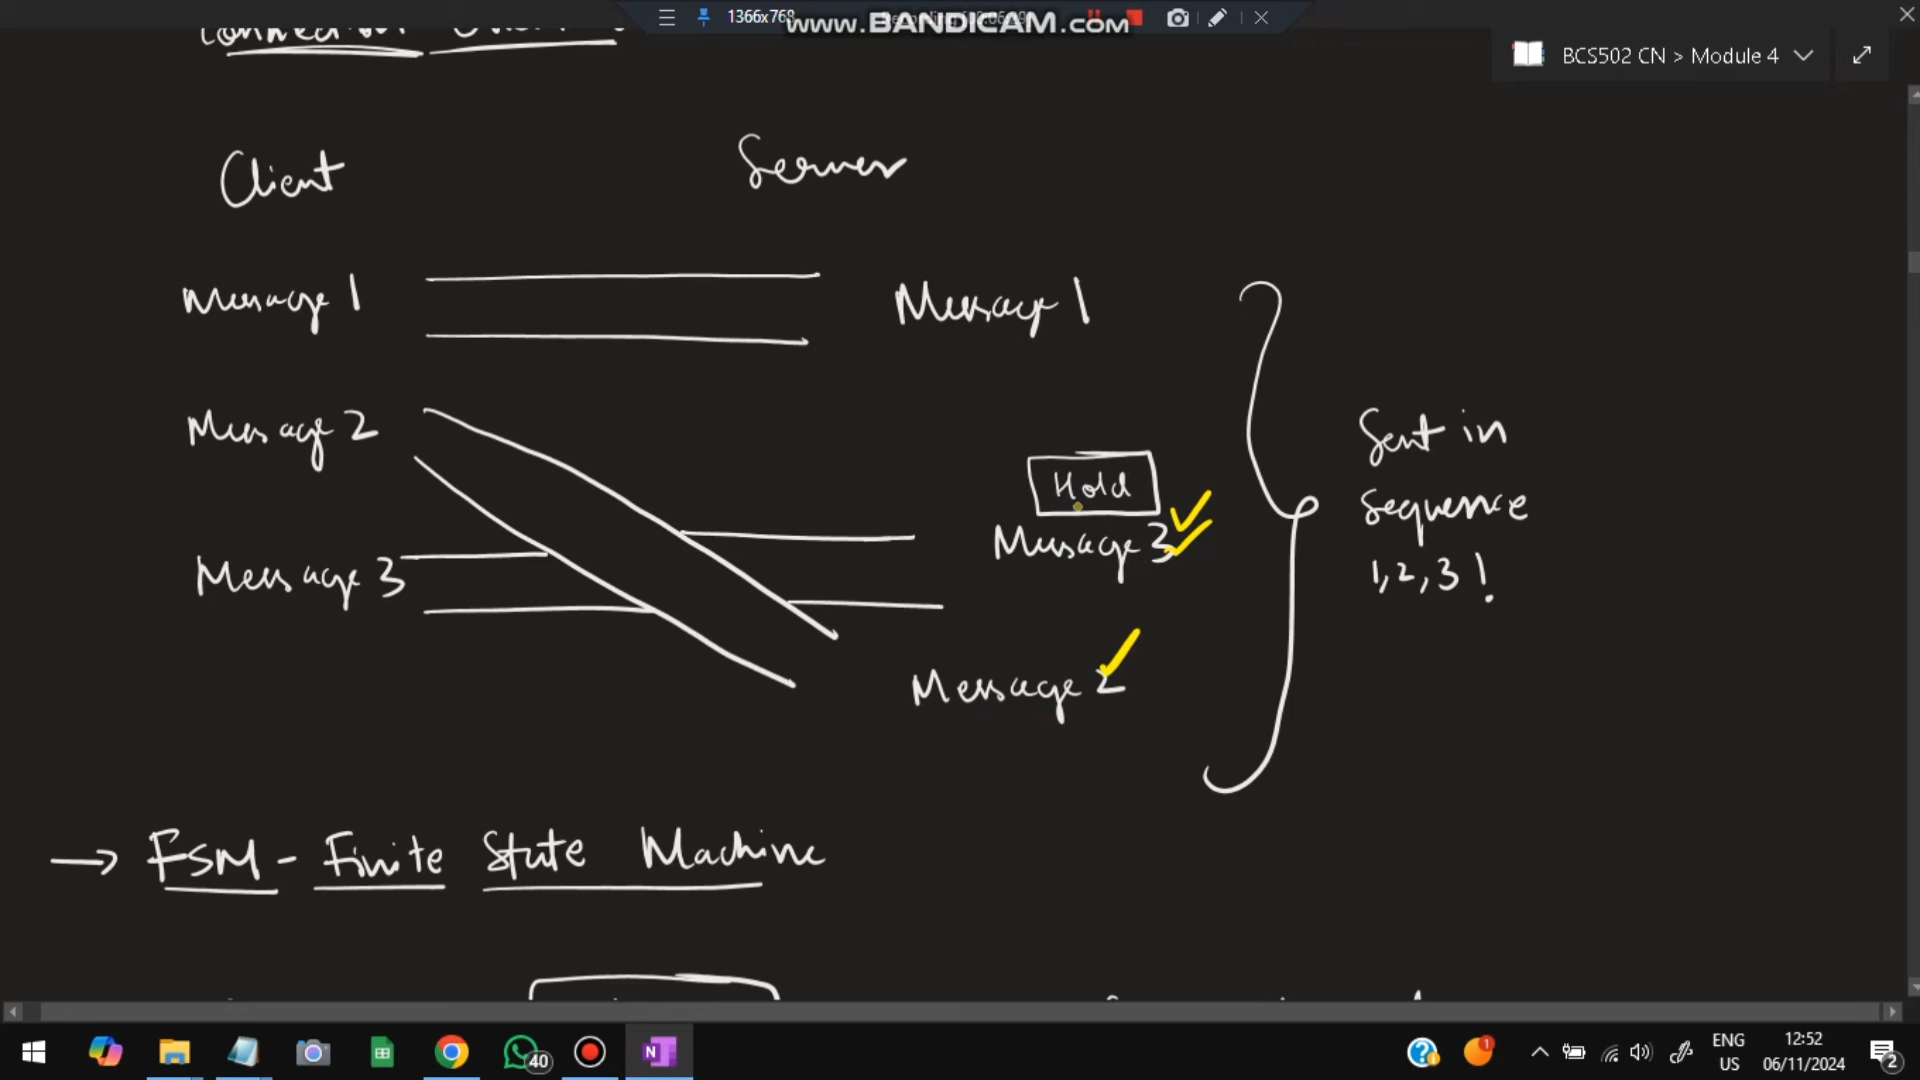 1366x768
www.BANDICAM.com
BCS502 CN > Module 4
Client
Server
Message 1
Message 1
Message 2
Hold
Message 3
Message 3
Message 2
Sent in
sequence
1,2,3 !
→ FSM - Finite State Machine
40
N
1
ENG
US
12:52
06/11/2024
2